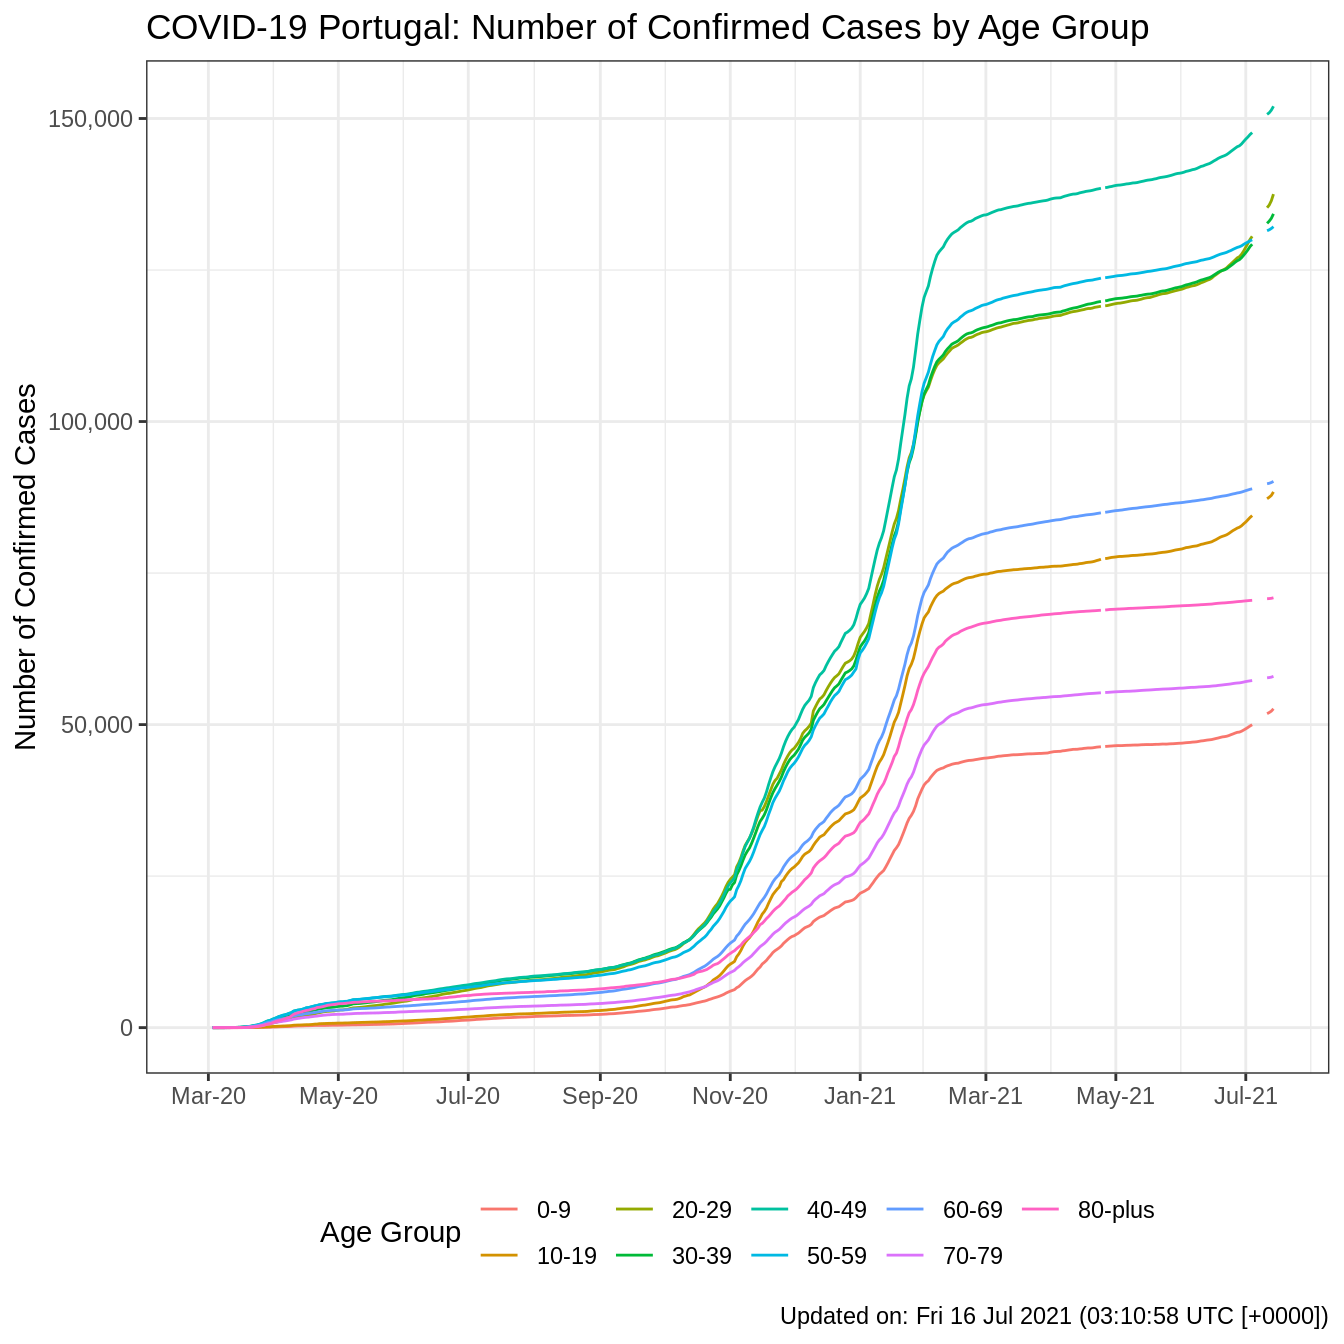 COVID-19 Portugal: Number of Confirmed Cases by Age Group
Number of Confirmed Cases
150,000
100,000
50,000
0
Mar-20 May-20 Jul-20 Sep-20 Nov-20 Jan-21 Mar-21 May-21 Jul-21
Age Group
0-9 20-29 40-49 60-69 80-plus
10-19 30-39 50-59 70-79
Updated on: Fri 16 Jul 2021 (03:10:58 UTC [+0000])